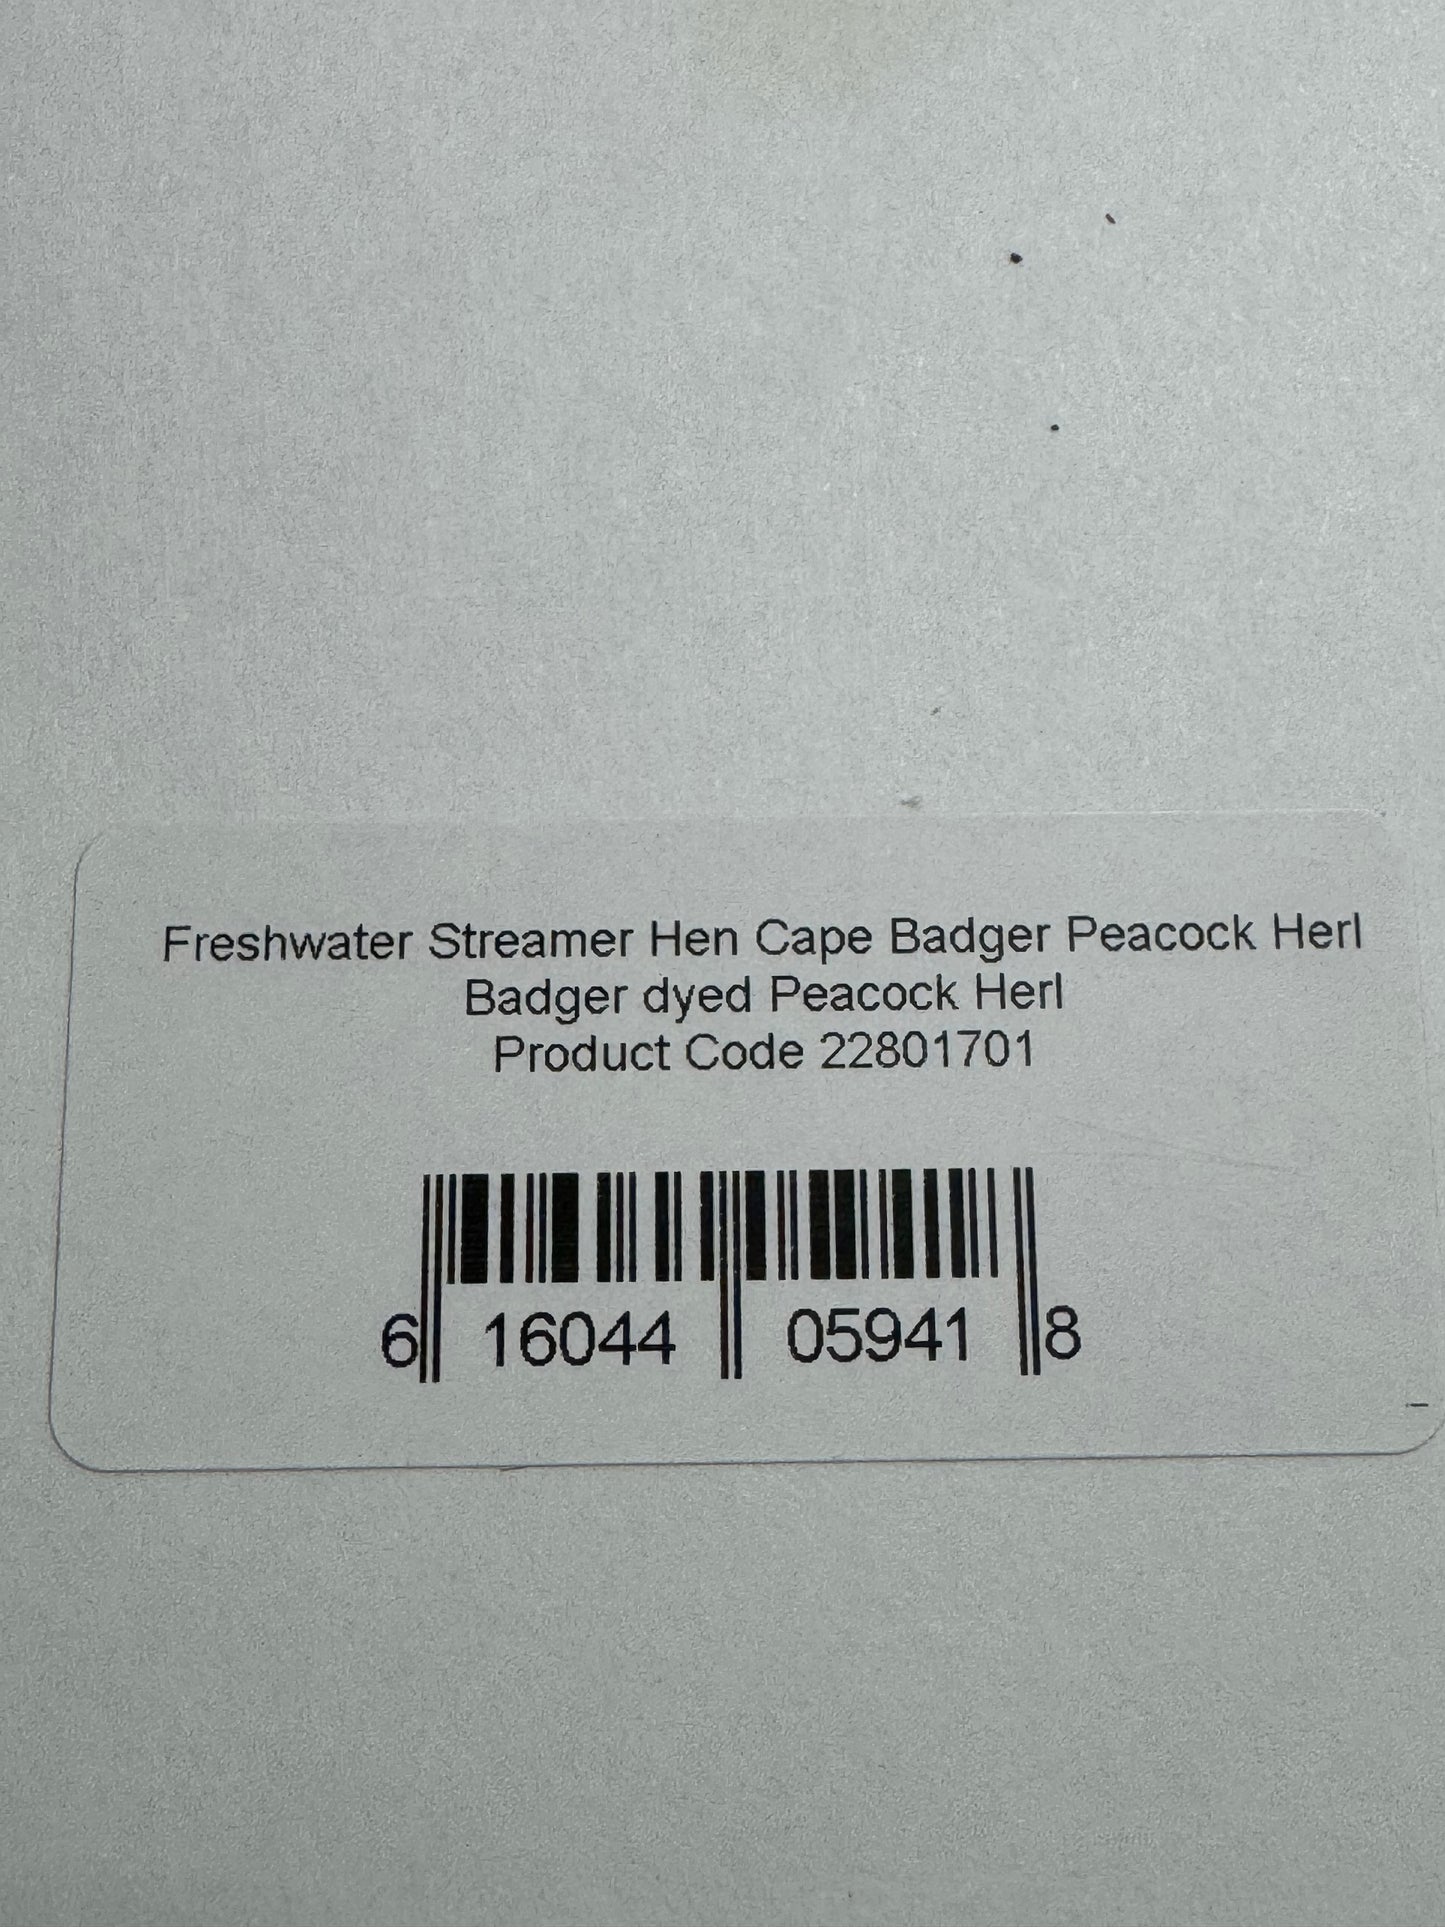 Freshwater Streamer Hen Cape Badger Peacock Herl
Badger dyed Peacock Herl
Product Code 22801701
6 16044 05941 8